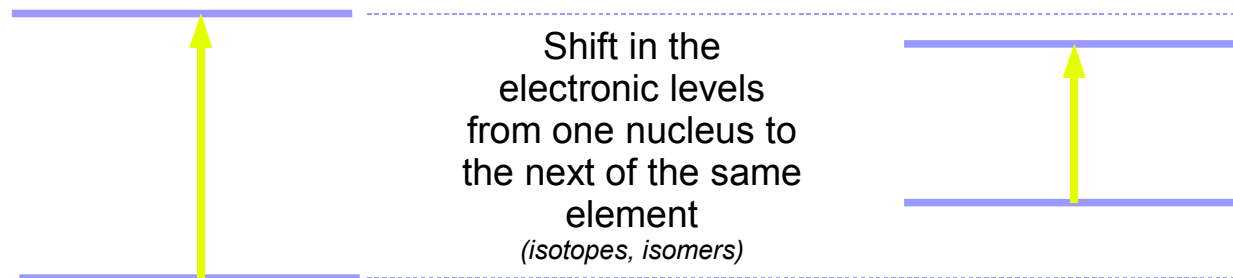 Shift in the
electronic levels
from one nucleus to
the next of the same
element
(isotopes, isomers)